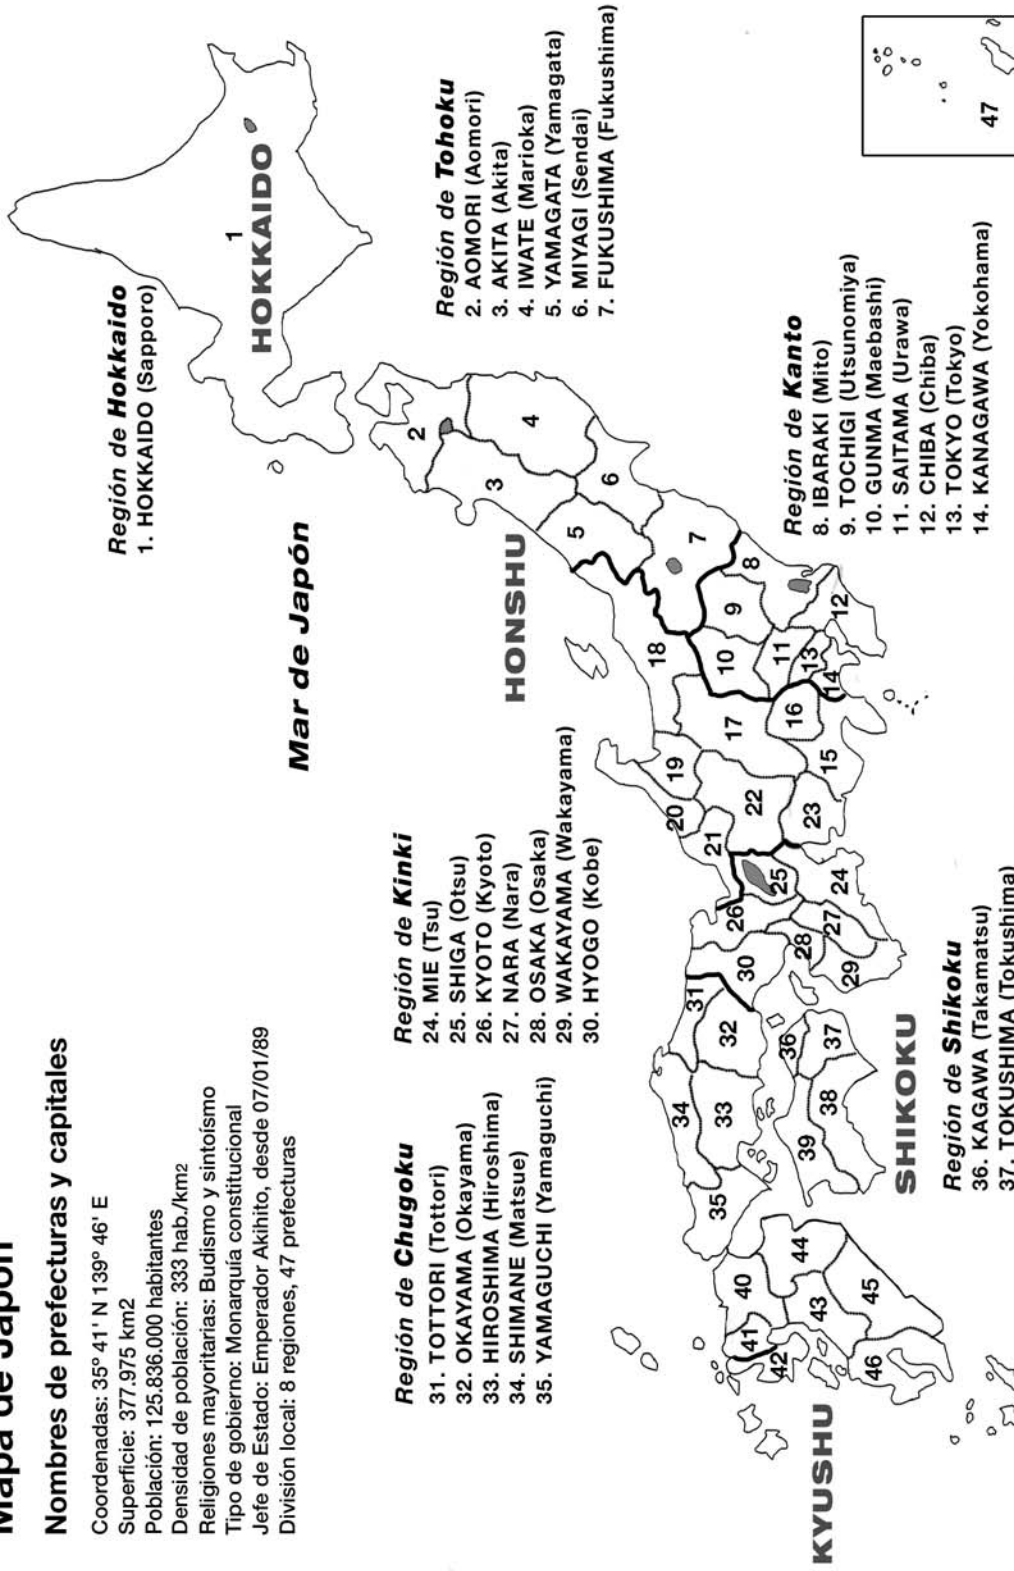 Mapa de Japón
Nombres de prefecturas y capitales
Coordenadas: 35º 41' N 139º 46' E
Superficie: 377.975 km2
Población: 125.836.000 habitantes
Densidad de población: 333 hab./km2
Religiones mayoritarias: Budismo y sintoísmo
Tipo de gobierno: Monarquía constitucional
Jefe de Estado: Emperador Akihito, desde 07/01/89
División local: 8 regiones, 47 prefecturas
Región de Hokkaido
1. HOKKAIDO (Sapporo)
1
HOKKAIDO
Mar de Japón
Región de Tohoku
2. AOMORI (Aomori)
3. AKITA (Akita)
4. IWATE (Marioka)
5. YAMAGATA (Yamagata)
6. MIYAGI (Sendai)
7. FUKUSHIMA (Fukushima)
Región de Chugoku
31. TOTTORI (Tottori)
32. OKAYAMA (Okayama)
33. HIROSHIMA (Hiroshima)
34. SHIMANE (Matsue)
35. YAMAGUCHI (Yamaguchi)
Región de Kinki
24. MIE (Tsu)
25. SHIGA (Otsu)
26. KYOTO (Kyoto)
27. NARA (Nara)
28. OSAKA (Osaka)
29. WAKAYAMA (Wakayama)
30. HYOGO (Kobe)
HONSHU
2
3
4
5
6
7
8
9
10
11
12
13
14
15
16
17
18
19
20
21
22
23
24
25
26
27
28
29
30
31
32
33
34
35
36
37
38
39
40
41
42
43
44
45
46
KYUSHU
SHIKOKU
Región de Kanto
8. IBARAKI (Mito)
9. TOCHIGI (Utsunomiya)
10. GUNMA (Maebashi)
11. SAITAMA (Urawa)
12. CHIBA (Chiba)
13. TOKYO (Tokyo)
14. KANAGAWA (Yokohama)
Región de Shikoku
36. KAGAWA (Takamatsu)
37. TOKUSHIMA (Tokushima)
47